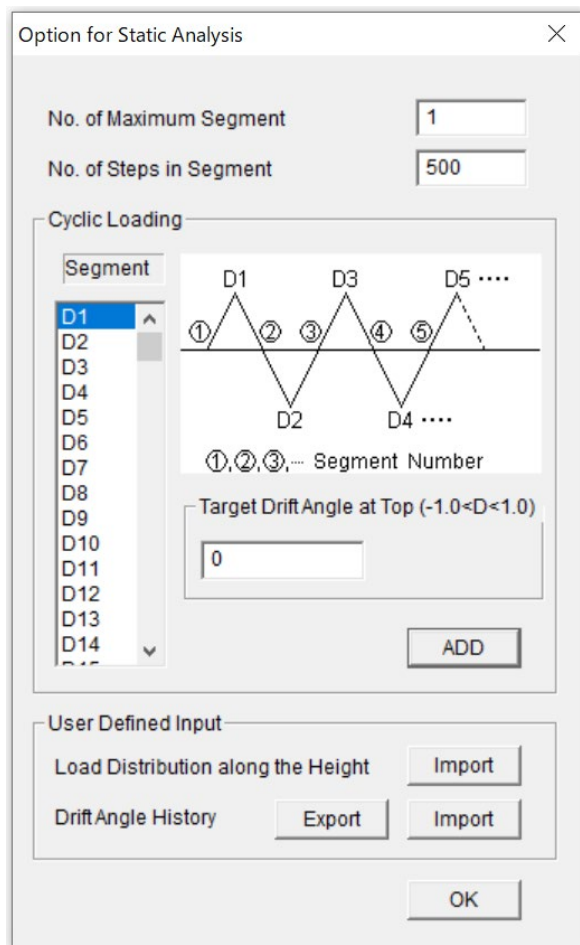 Option for Static Analysis
No. of Maximum Segment
1
No. of Steps in Segment
500
Cyclic Loading
Segment
D1
D2
D3
D4
D5
D6
D7
D8
D9
D10
D11
D12
D13
D14
D1 D3 D5 ····
① ② ③ ④ ⑤
D2 D4 ····
①,②,③,··· Segment Number
Target Drift Angle at Top (-1.0<D<1.0)
0
ADD
User Defined Input
Load Distribution along the Height
Import
Drift Angle History
Export
Import
OK